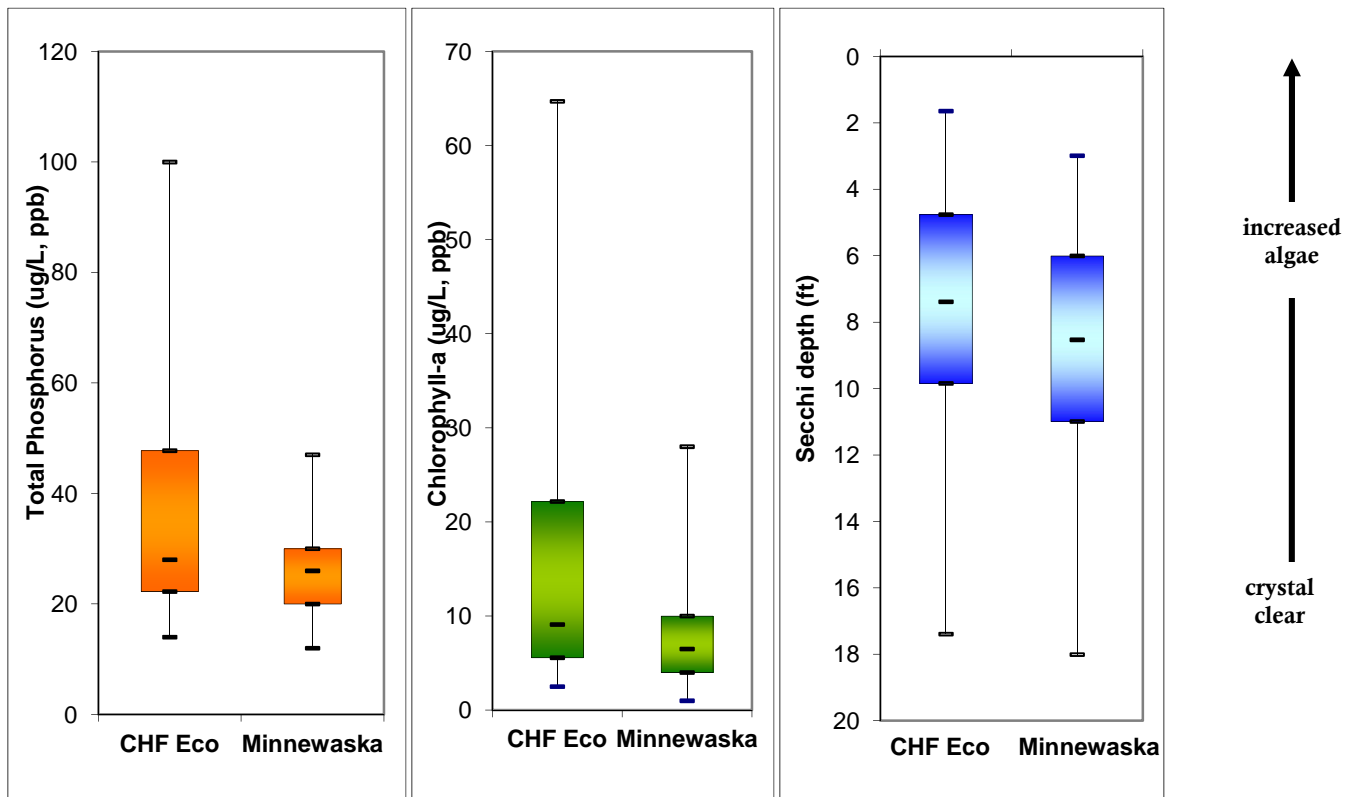 Total Phosphorus (ug/L, ppb)
120
100
80
60
40
20
0
CHF Eco Minnewaska
Chlorophyll-a (ug/L, ppb)
70
60
50
40
30
20
10
0
CHF Eco Minnewaska
Secchi depth (ft)
0
2
4
6
8
10
12
14
16
18
20
CHF Eco Minnewaska
increased
algae
crystal
clear